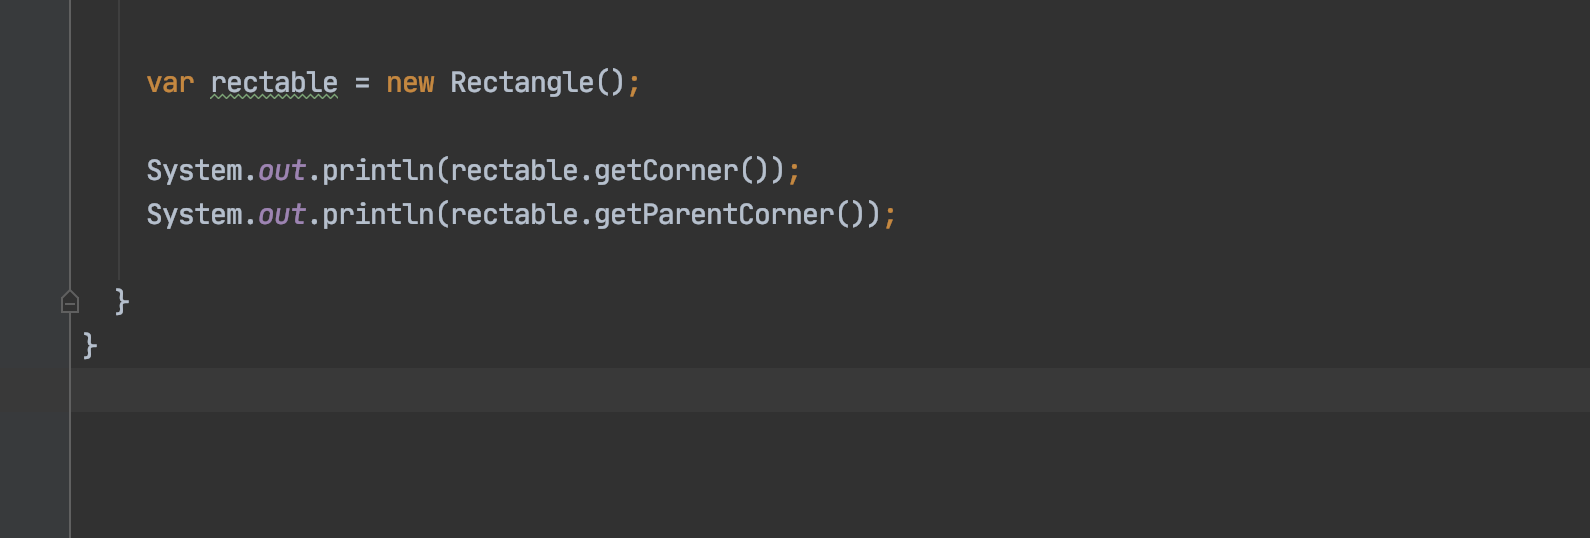 var rectable = new Rectangle();
System.out.println(rectable.getCorner());
System.out.println(rectable.getParentCorner());
}
}